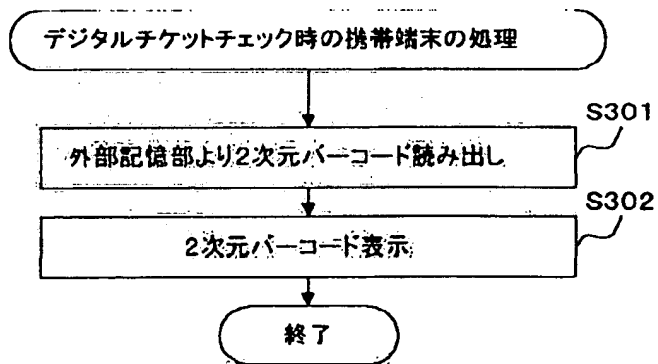 デジタルチケットチェック時の携帯端末の処理
S301
外部記憶部より2次元バーコード読み出し
S302
2次元バーコード表示
終了